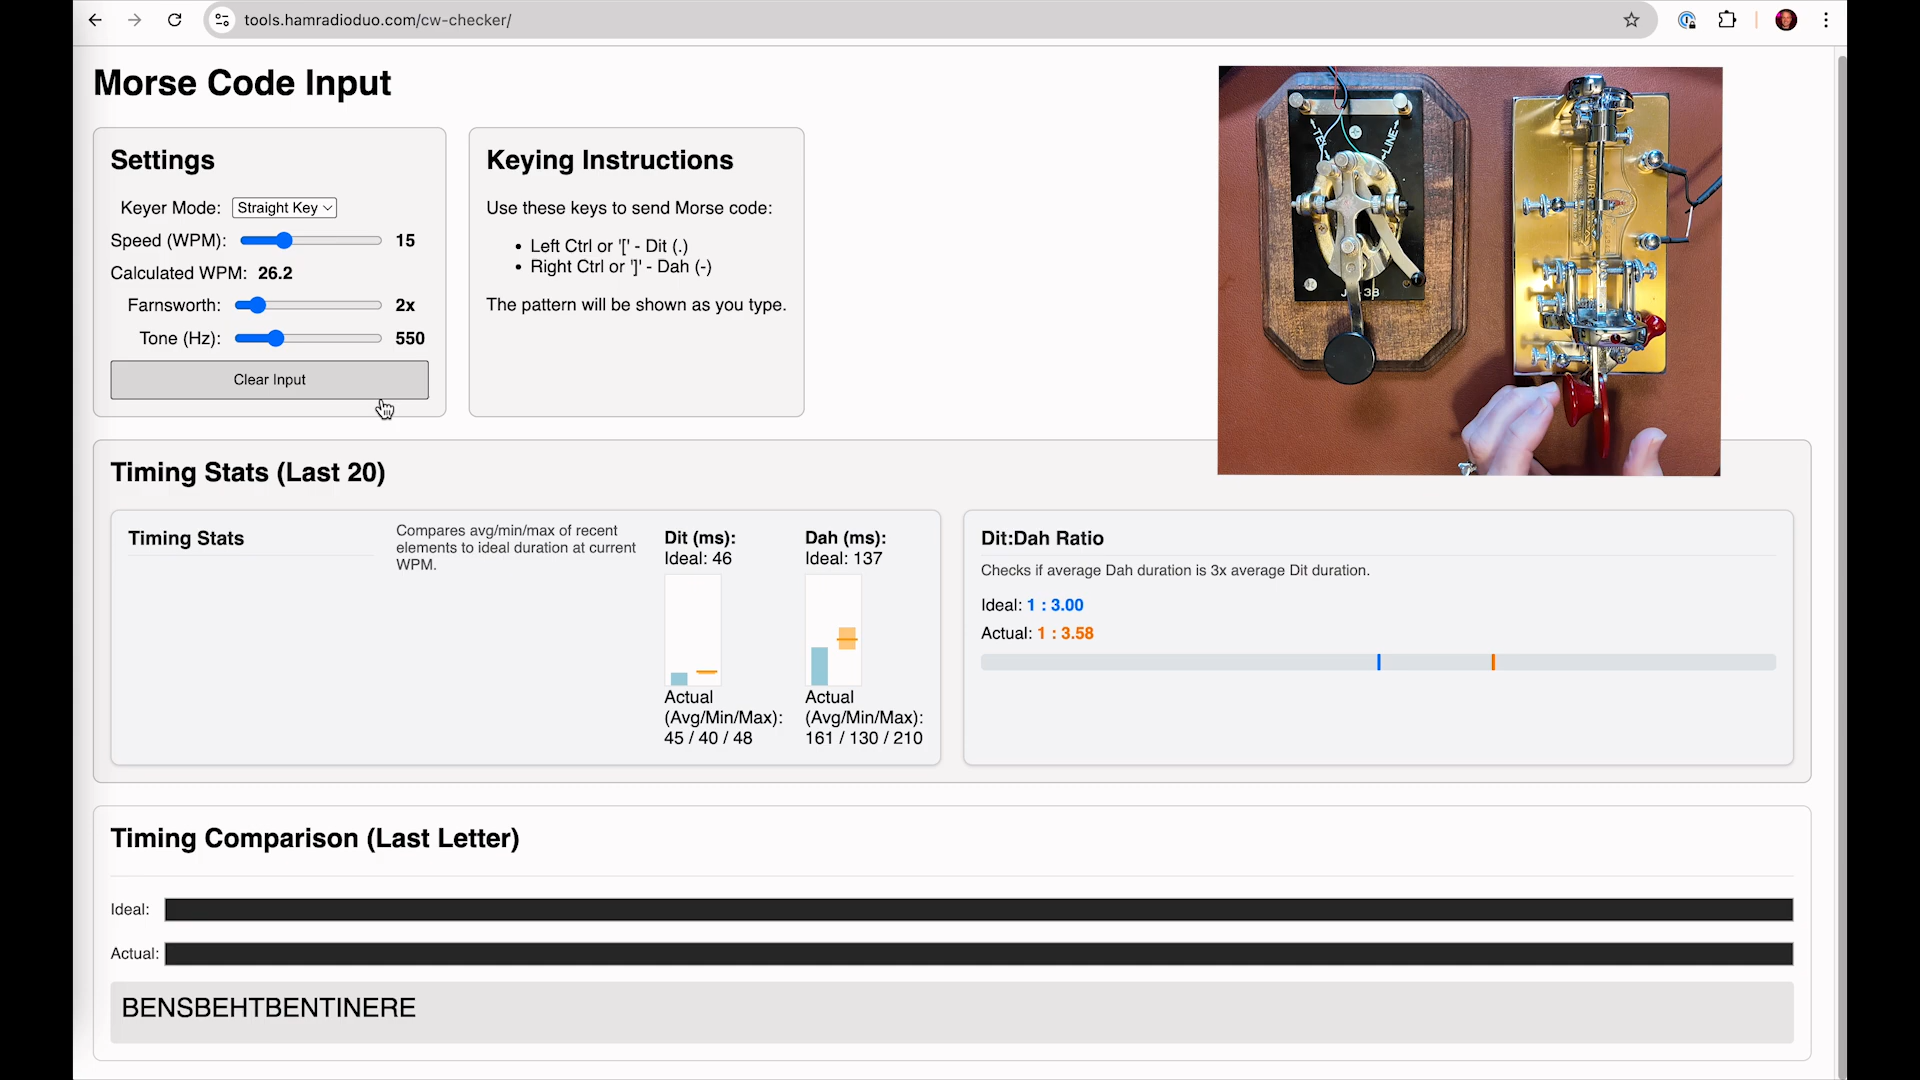 tools.hamradioduo.com/cw-checker/
Morse Code Input
Settings
Keyer Mode: Straight Key
Speed (WPM): 15
Calculated WPM: 26.2
Farnsworth: 2x
Tone (Hz): 550
Clear Input
Keying Instructions
Use these keys to send Morse code:
• Left Ctrl or '[' - Dit (.)
• Right Ctrl or ']' - Dah (-)
The pattern will be shown as you type.
TEL
LINE
Timing Stats (Last 20)
Timing Stats
Compares avg/min/max of recent
elements to ideal duration at current
WPM.
Dit (ms):
Ideal: 46
Actual
(Avg/Min/Max):
45 / 40 / 48
Dah (ms):
Ideal: 137
Actual
(Avg/Min/Max):
161 / 130 / 210
Dit:Dah Ratio
Checks if average Dah duration is 3x average Dit duration.
Ideal: 1 : 3.00
Actual: 1 : 3.58
Timing Comparison (Last Letter)
Ideal:
Actual:
BENSBEHTBENTINERE